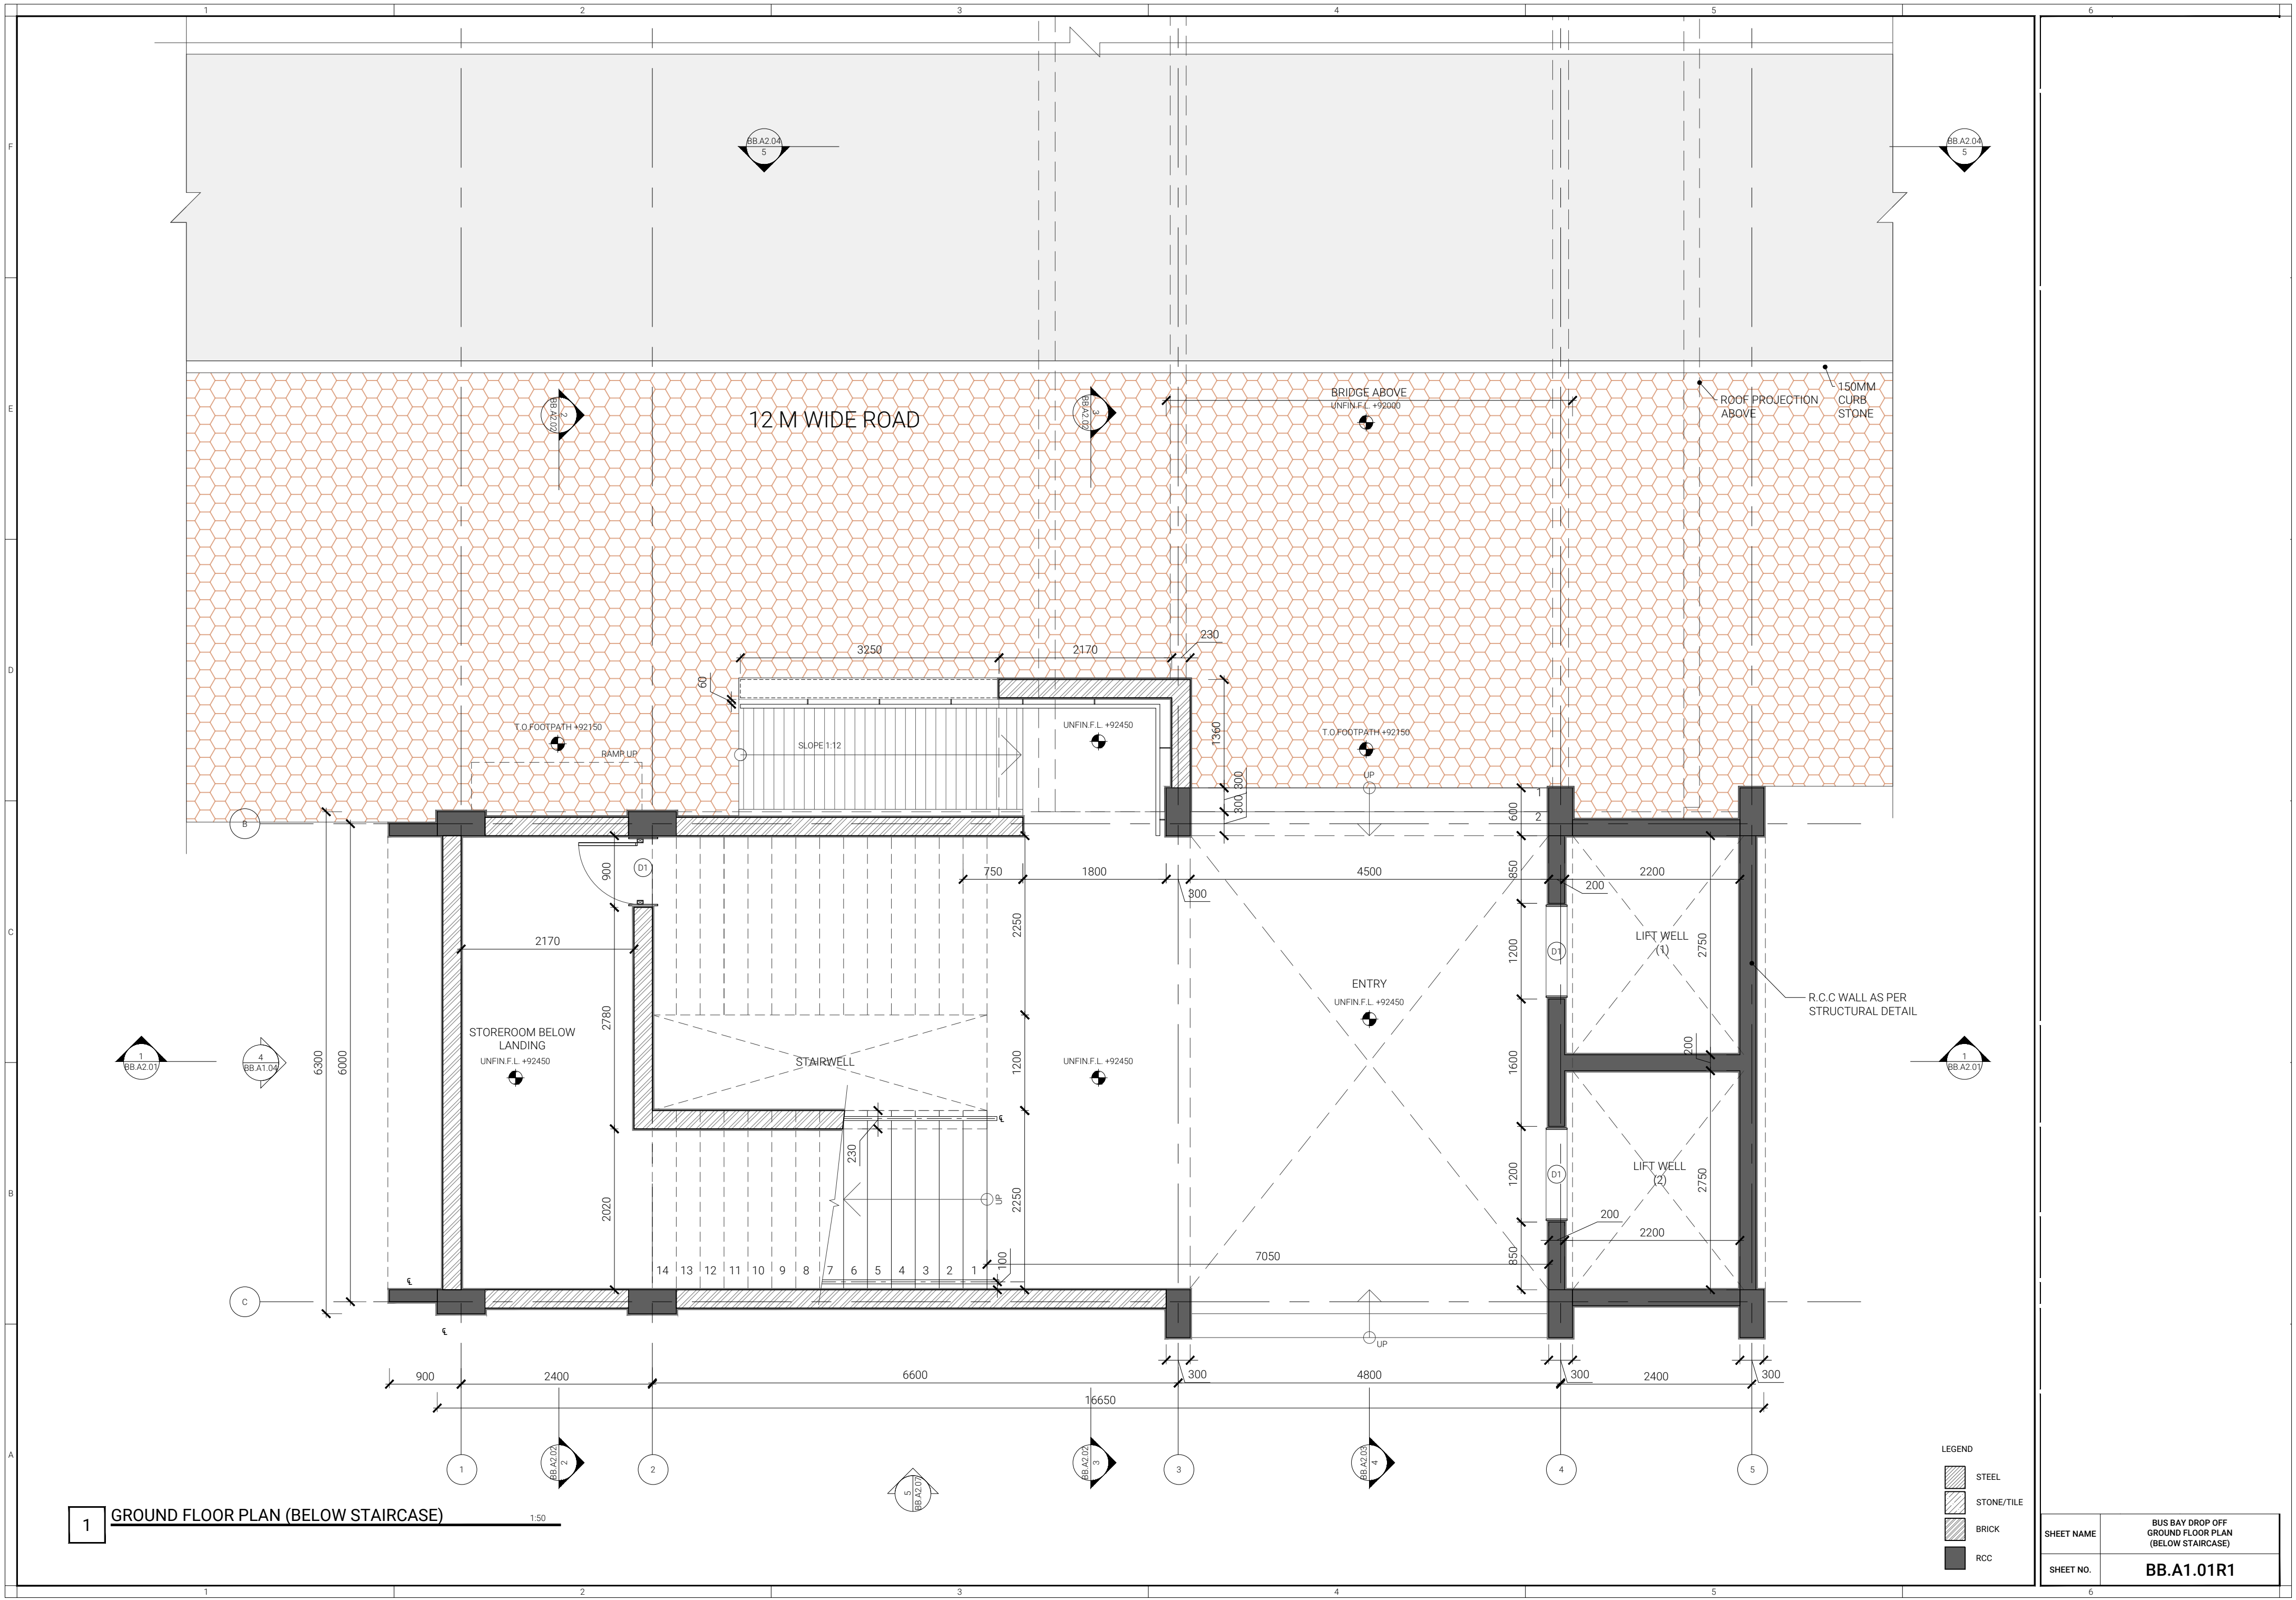 1 2 3 4 5 6
F
BB.A2.04
5
BB.A2.04
5
E
BB.A2.02
2
12 M WIDE ROAD
BB.A2.02
3
BRIDGE ABOVE
UNFIN.F.L. +92000
ROOF PROJECTION
ABOVE
150MM
CURB
STONE
D
230
3250
2170
60
T.O.FOOTPATH +92150
RAMP UP
SLOPE 1:12
UNFIN.F.L. +92450
1360
T.O.FOOTPATH +92150
UP
300
300
600
1
2
B
900
D1
750
1800
300
4500
850
200
2200
C
2170
2250
1200
D1
LIFT WELL
(1)
2750
ENTRY
UNFIN.F.L. +92450
R.C.C WALL AS PER
STRUCTURAL DETAIL
2780
STOREROOM BELOW
LANDING
UNFIN.F.L. +92450
STAIRWELL
1200
UNFIN.F.L. +92450
1600
200
1
BB.A2.01
4
BB.A1.04
6300
6000
1
BB.A2.01
230
℄
B
2020
UP
2250
1200
D1
LIFT WELL
(2)
2750
200
2200
7050
850
100
14 13 12 11 10 9 8 7 6 5 4 3 2 1
℄
C
℄
UP
900
2400
6600
300
4800
300
2400
300
16650
A
1
BB.A2.02
2
2
BB.A2.02
3
3
BB.A2.03
4
4
5
5
BB.A2.07
LEGEND
STEEL
STONE/TILE
BRICK
RCC
1
GROUND FLOOR PLAN (BELOW STAIRCASE)
1:50
SHEET NAME
BUS BAY DROP OFF
GROUND FLOOR PLAN
(BELOW STAIRCASE)
SHEET NO.
BB.A1.01R1
1 2 3 4 5 6